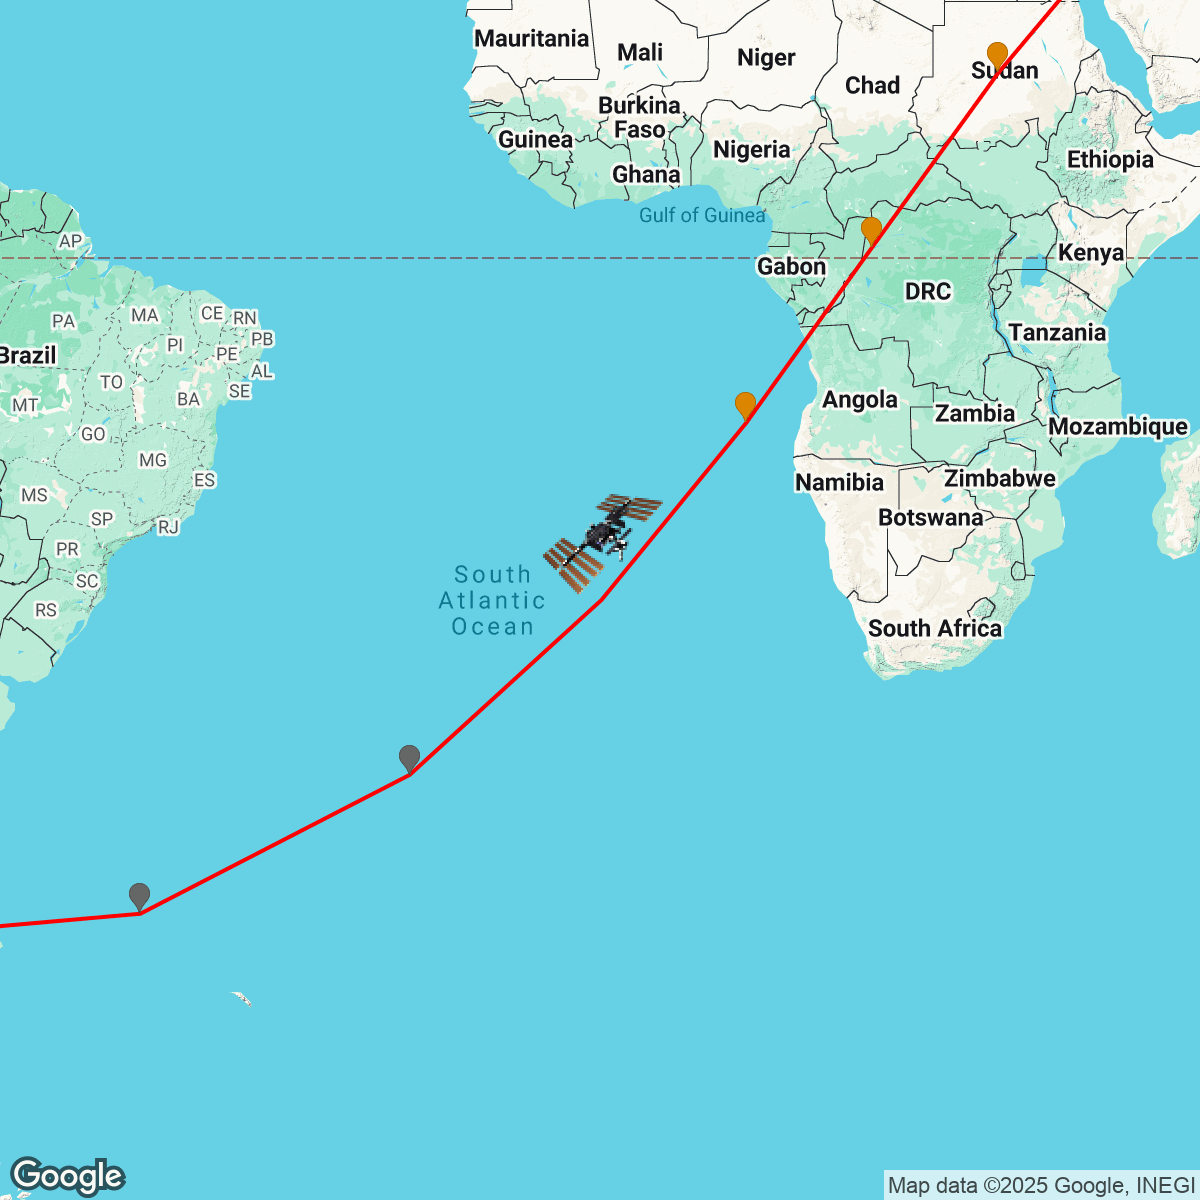 Mauritania
Mali
Niger
Sudan
Chad
Burkina
Faso
Guinea
Nigeria
Ethiopia
Ghana
Gulf of Guinea
AP
Kenya
Gabon
DRC
PA
MA
CE
RN
Tanzania
PB
PI
PE
Brazil
AL
TO
SE
BA
MT
Angola
Zambia
Mozambique
GO
MG
ES
Namibia
Zimbabwe
MS
SP
RJ
Botswana
PR
South
Atlantic
Ocean
SC
RS
South Africa
Google
Map data ©2025 Google, INEGI